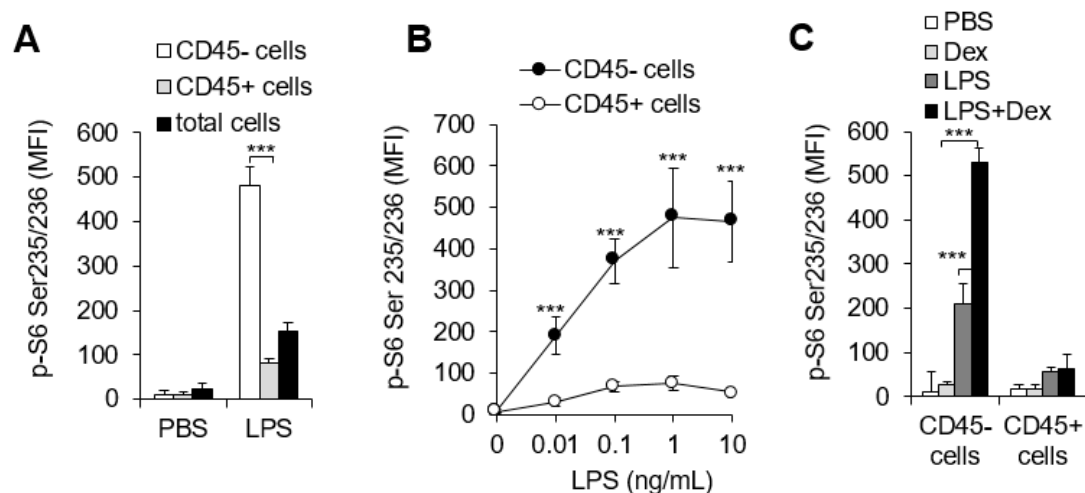 A
CD45- cells
CD45+ cells
total cells
p-S6 Ser235/236 (MFI)
600
500
400
300
200
100
0
***
PBS
LPS
B
CD45- cells
CD45+ cells
p-S6 Ser 235/236 (MFI)
700
600
500
400
300
200
100
0
***
***
***
***
0
0.01
0.1
1
10
LPS (ng/mL)
C
PBS
Dex
LPS
LPS+Dex
p-S6 Ser235/236 (MFI)
600
500
400
300
200
100
0
***
***
CD45-
cells
CD45+
cells